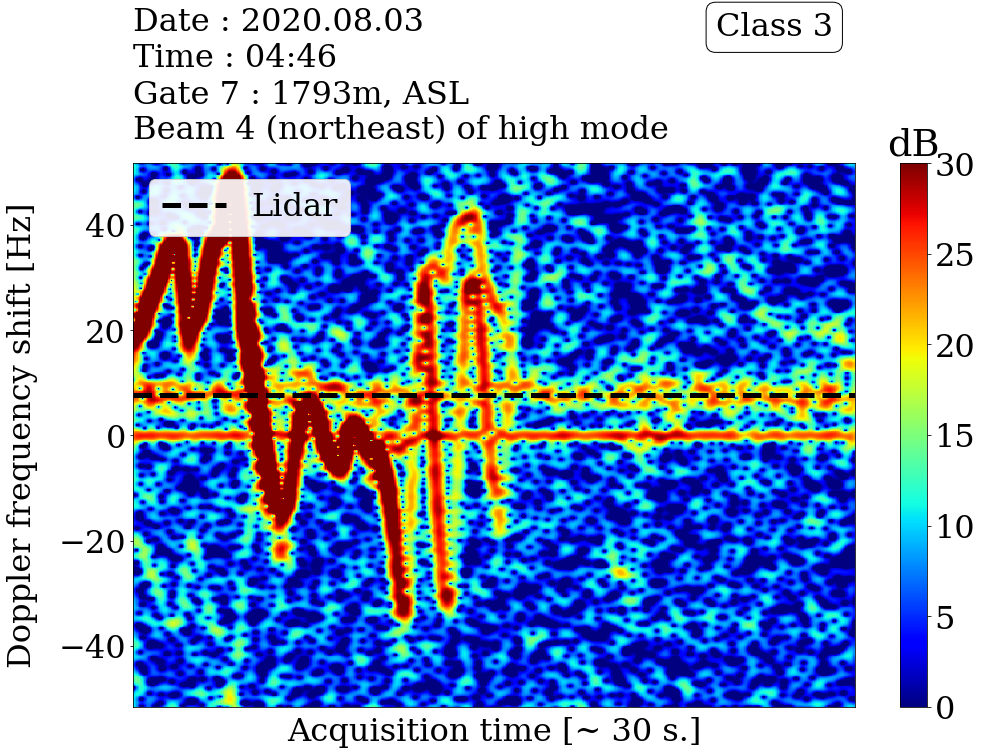 Date : 2020.08.03
Time : 04:46
Gate 7 : 1793m, ASL
Beam 4 (northeast) of high mode
Class 3
dB
Lidar
Doppler frequency shift [Hz]
40
20
0
−20
−40
30
25
20
15
10
5
0
Acquisition time [~ 30 s.]